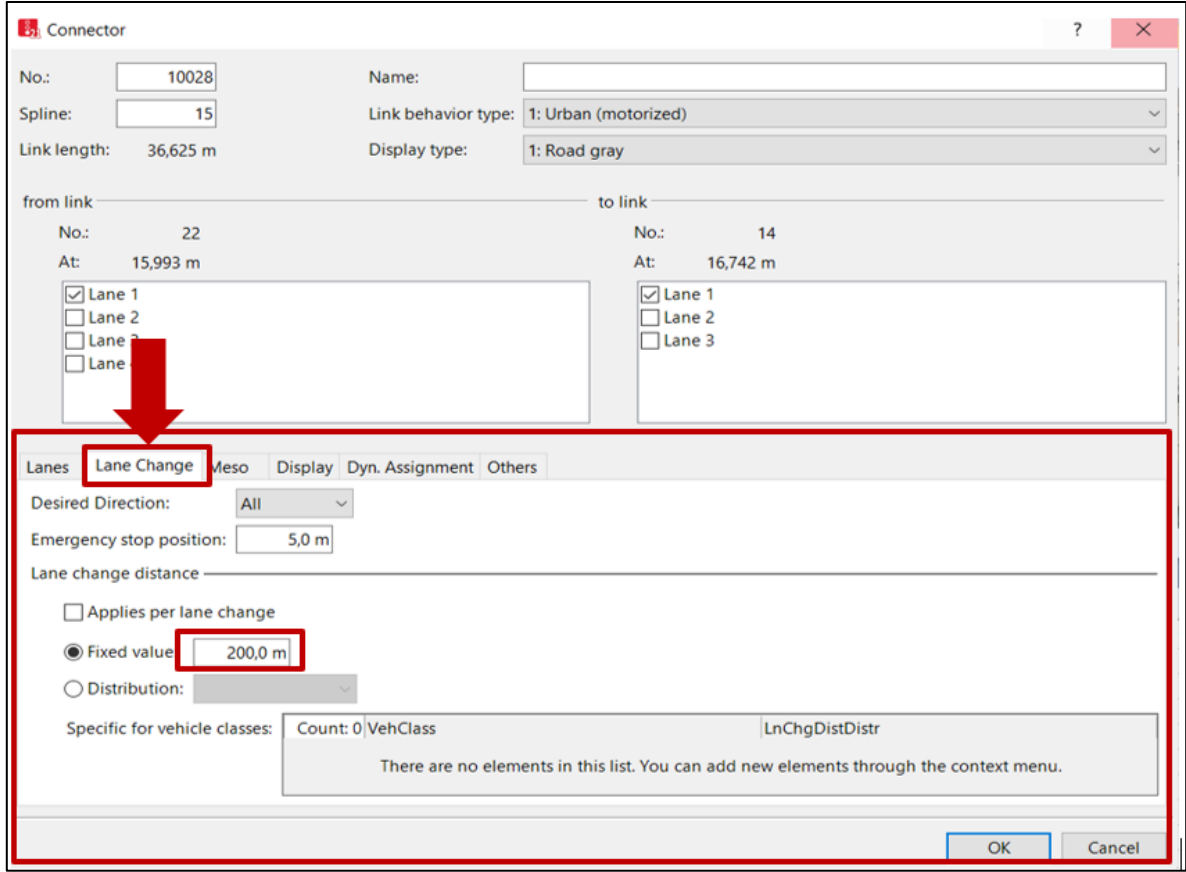 Connector ?
No.: 10028 Name:
Spline: 15 Link behavior type: 1: Urban (motorized)
Link length: 36,625 m Display type: 1: Road gray
from link to link
No.: 22 No.: 14
At: 15,993 m At: 16,742 m
Lane 1 Lane 1
Lane 2 Lane 2
Lane Lane 3
Lane
Lanes Lane Change Meso Display Dyn. Assignment Others
Desired Direction: All
Emergency stop position: 5,0 m
Lane change distance
Applies per lane change
Fixed value 200,0 m
Distribution:
Specific for vehicle classes: Count: 0 VehClass LnChgDistDistr
There are no elements in this list. You can add new elements through the context menu.
OK Cancel